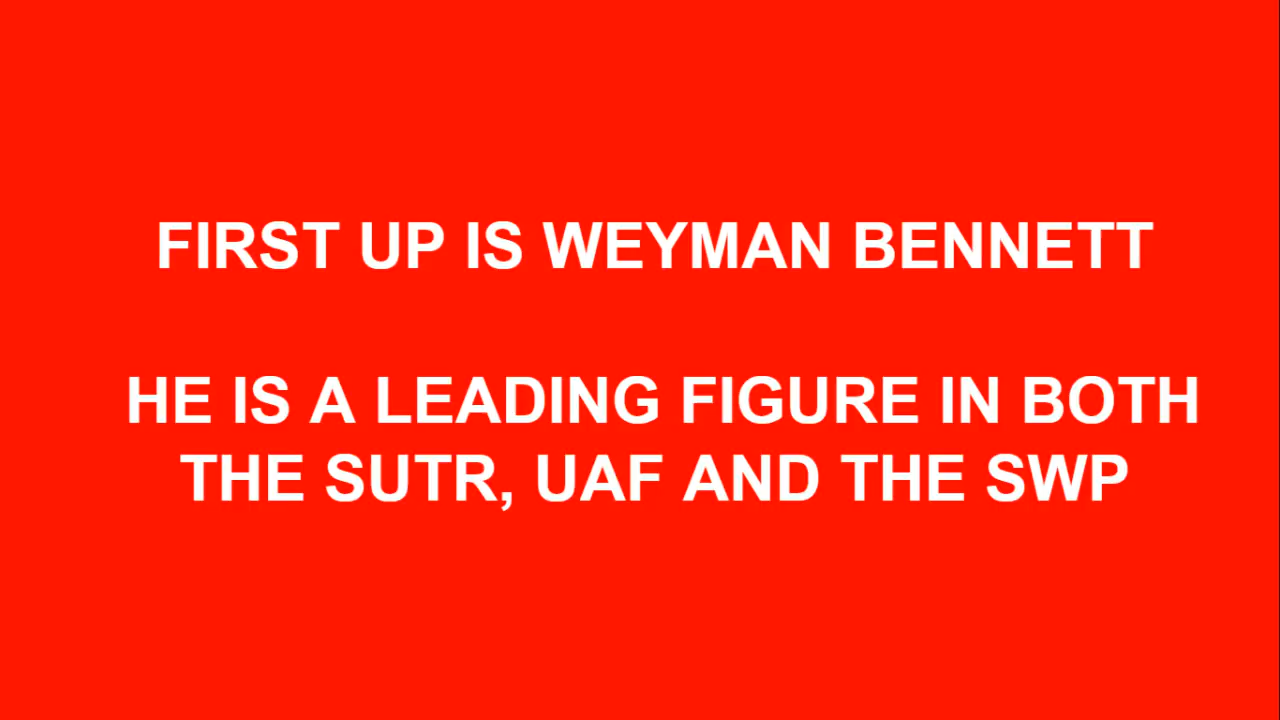 FIRST UP IS WEYMAN BENNETT
HE IS A LEADING FIGURE IN BOTH
THE SUTR, UAF AND THE SWP